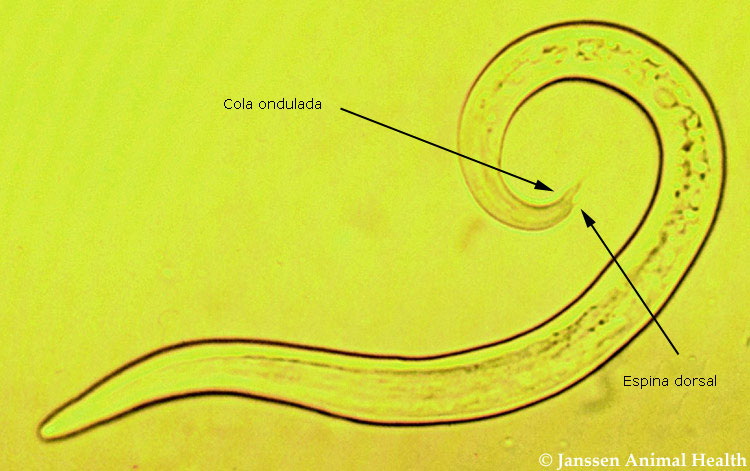 Cola ondulada
Espina dorsal
© Janssen Animal Health